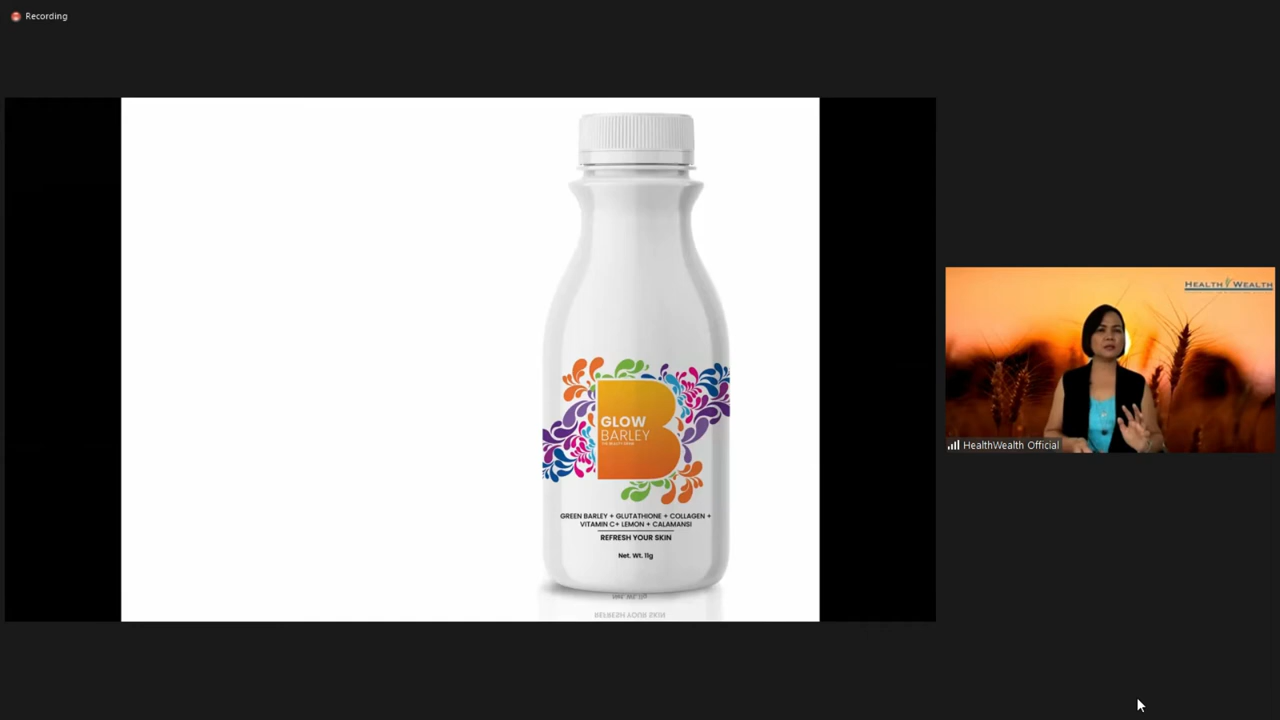 Recording
GLOW
BARLEY
GREEN BARLEY + GLUTATHIONE + COLLAGEN +
VITAMIN C+ LEMON + CALAMANSI
REFRESH YOUR SKIN
Net. Wt. 11g
HEALTH WEALTH
HealthWealth Official